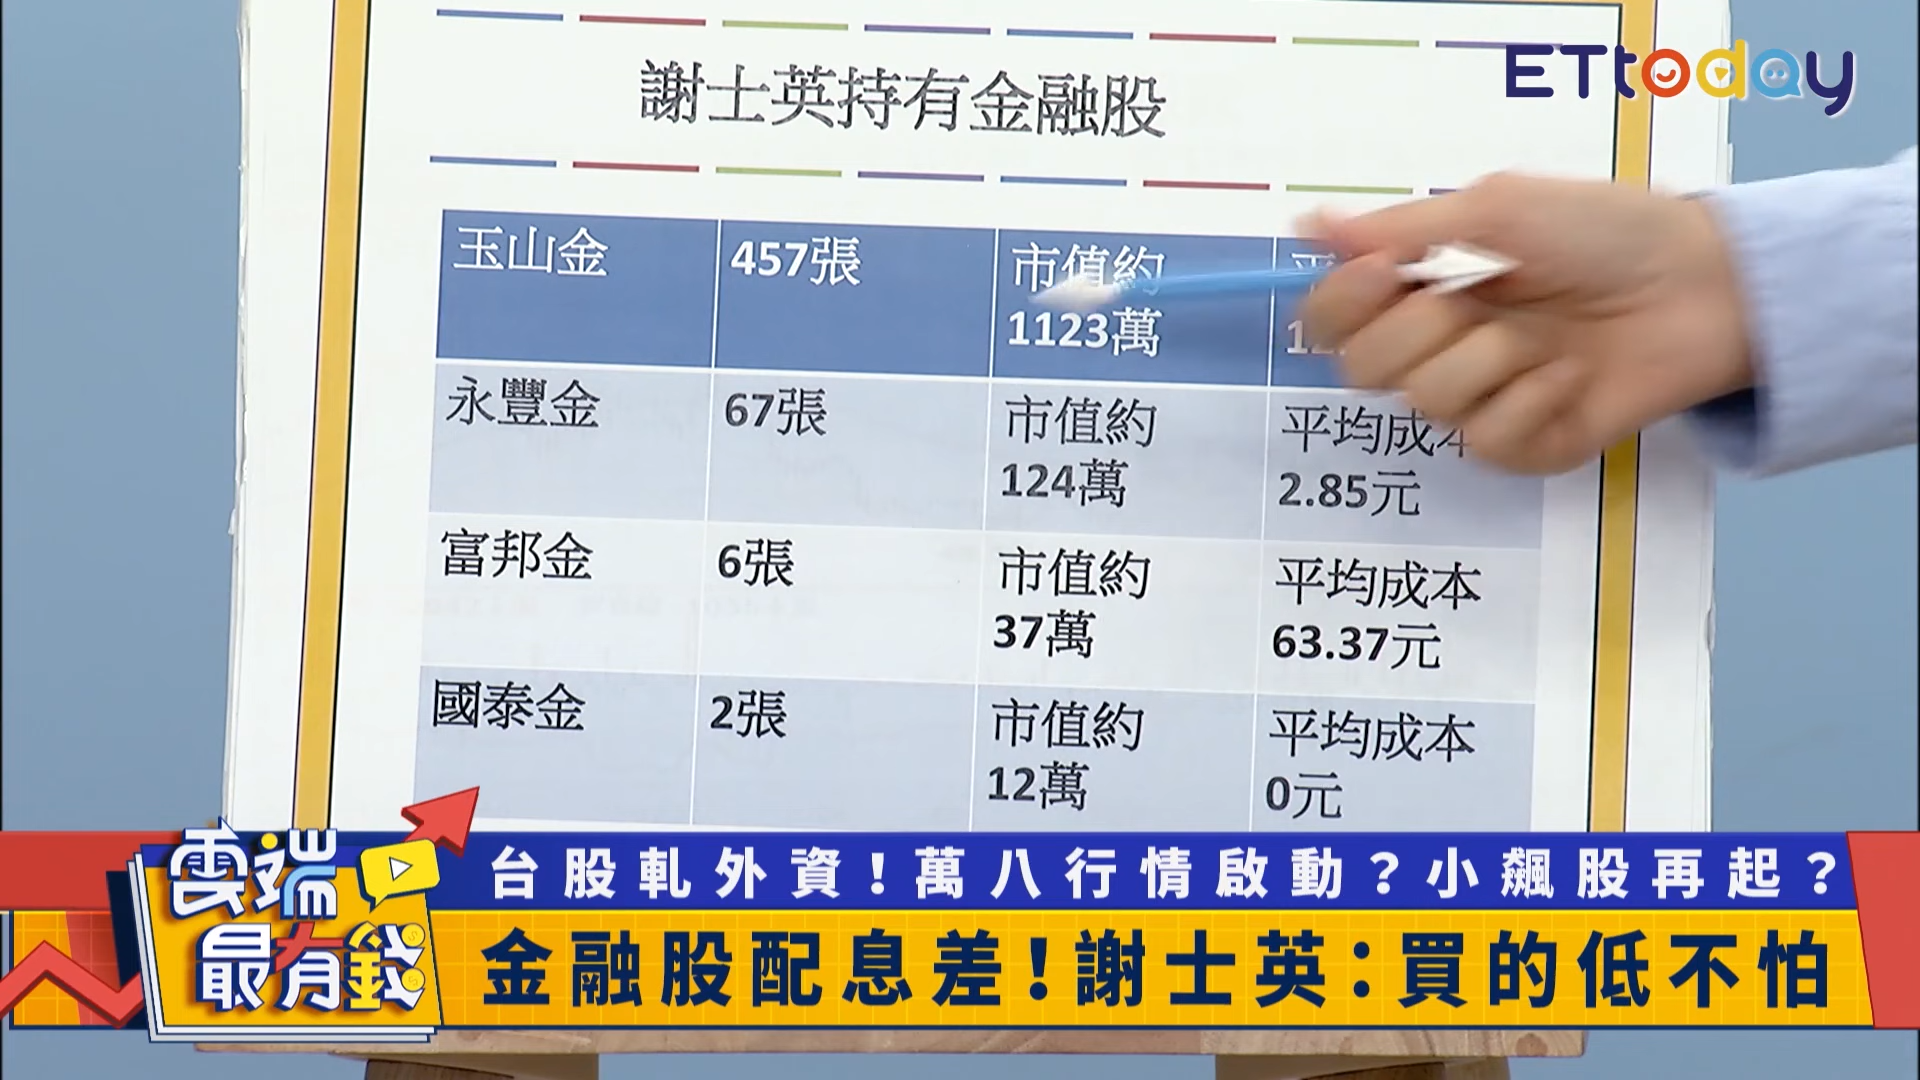 ETtoday
謝士英持有金融股
玉山金 457張 市值約
1123萬
永豐金 67張 市值約 平均成本
124萬 2.85元
富邦金 6張 市值約 平均成本
37萬 63.37元
國泰金 2張 市值約 平均成本
12萬 0元
雲端
最有錢
台股軋外資!萬八行情啟動?小飆股再起?
金融股配息差!謝士英:買的低不怕